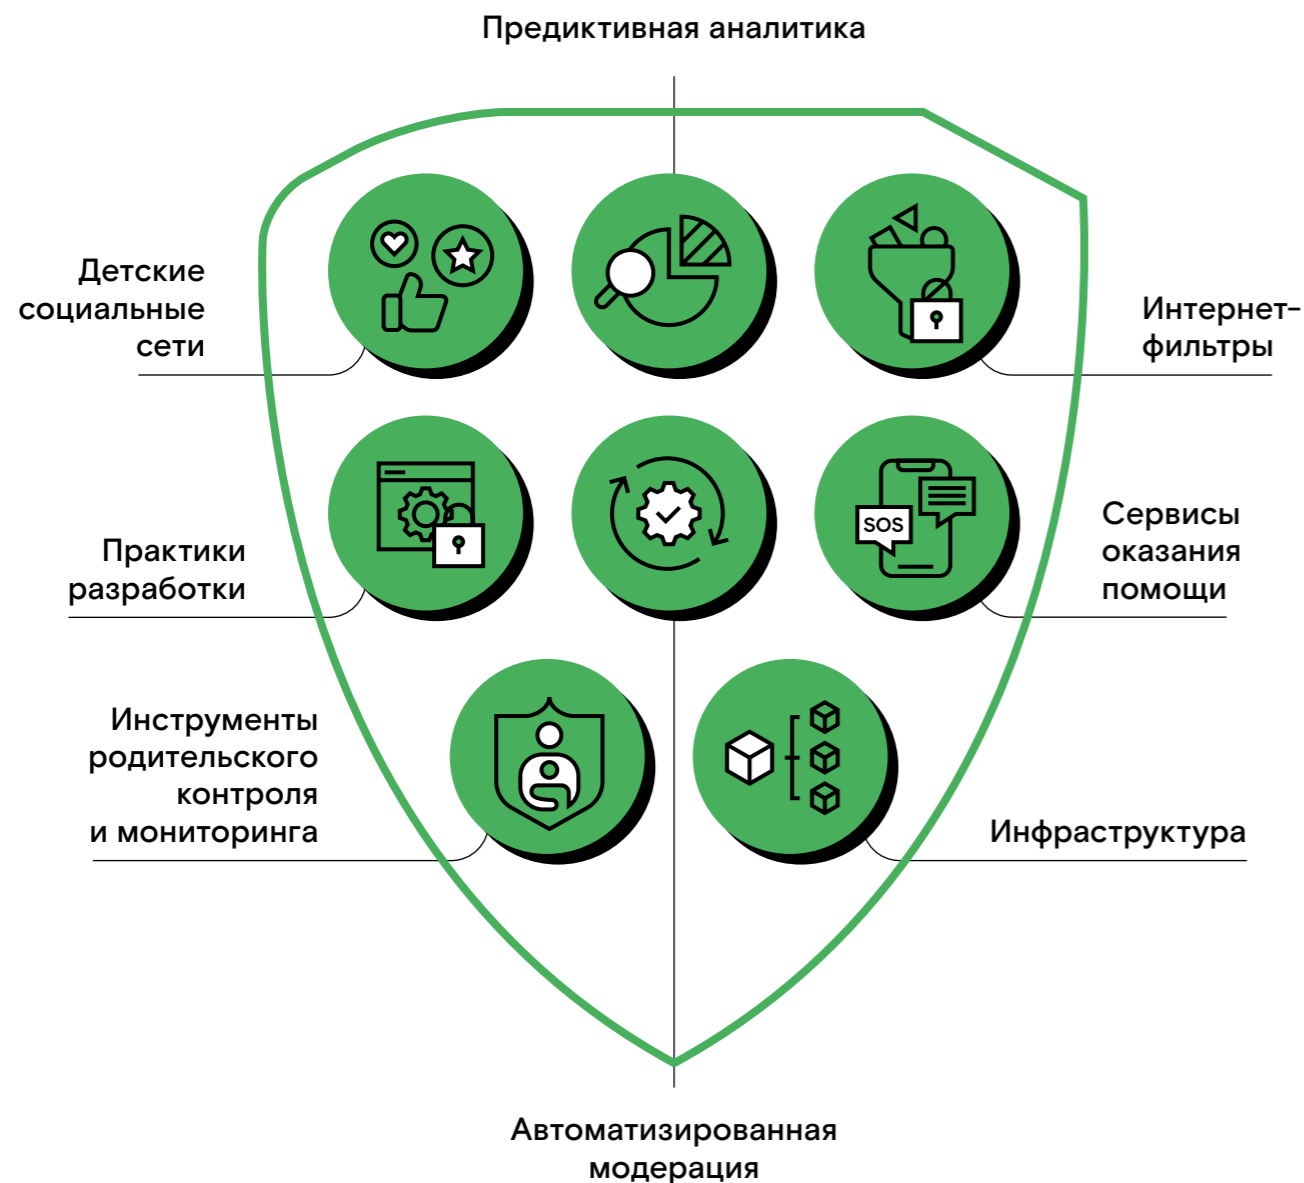 Предиктивная аналитика
Детские
социальные
сети
Интернет-
фильтры
Практики
разработки
SOS
Сервисы
оказания
помощи
Инструменты
родительского
контроля
и мониторинга
Инфраструктура
Автоматизированная
модерация